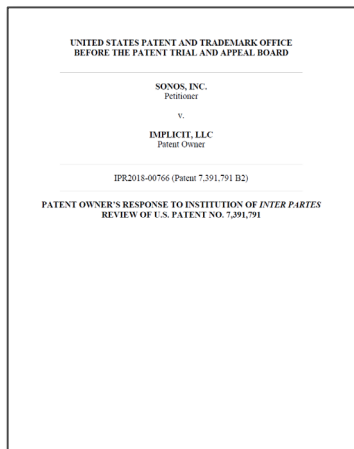 UNITED STATES PATENT AND TRADEMARK OFFICE
BEFORE THE PATENT TRIAL AND APPEAL BOARD
SONOS, INC.
Petitioner
v.
IMPLICIT, LLC
Patent Owner
IPR2018-00766 (Patent 7,391,791 B2)
PATENT OWNER'S RESPONSE TO INSTITUTION OF INTER PARTES
REVIEW OF U.S. PATENT NO. 7,391,791